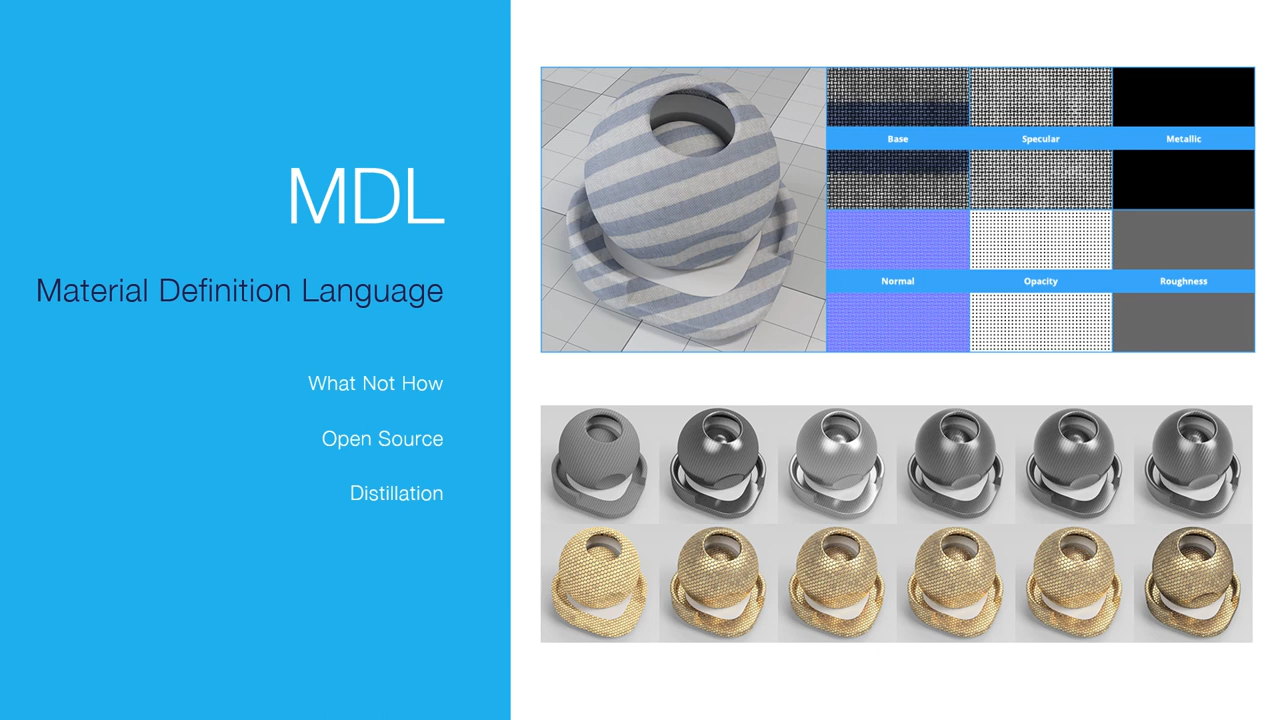 MDL
Material Definition Language
What Not How
Open Source
Distillation
Base Specular Metallic
Normal Opacity Roughness